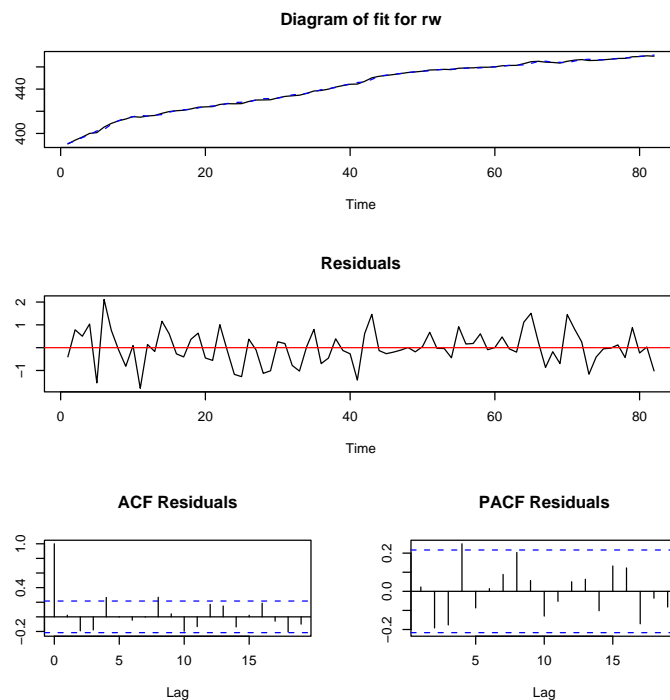 Diagram of fit for rw
440
400
0 20 40 60 80
Time
Residuals
2
1
−1
0 20 40 60 80
Time
ACF Residuals
1.0
0.4
−0.2
0 5 10 15
Lag
PACF Residuals
0.2
0.0
−0.2
5 10 15
Lag